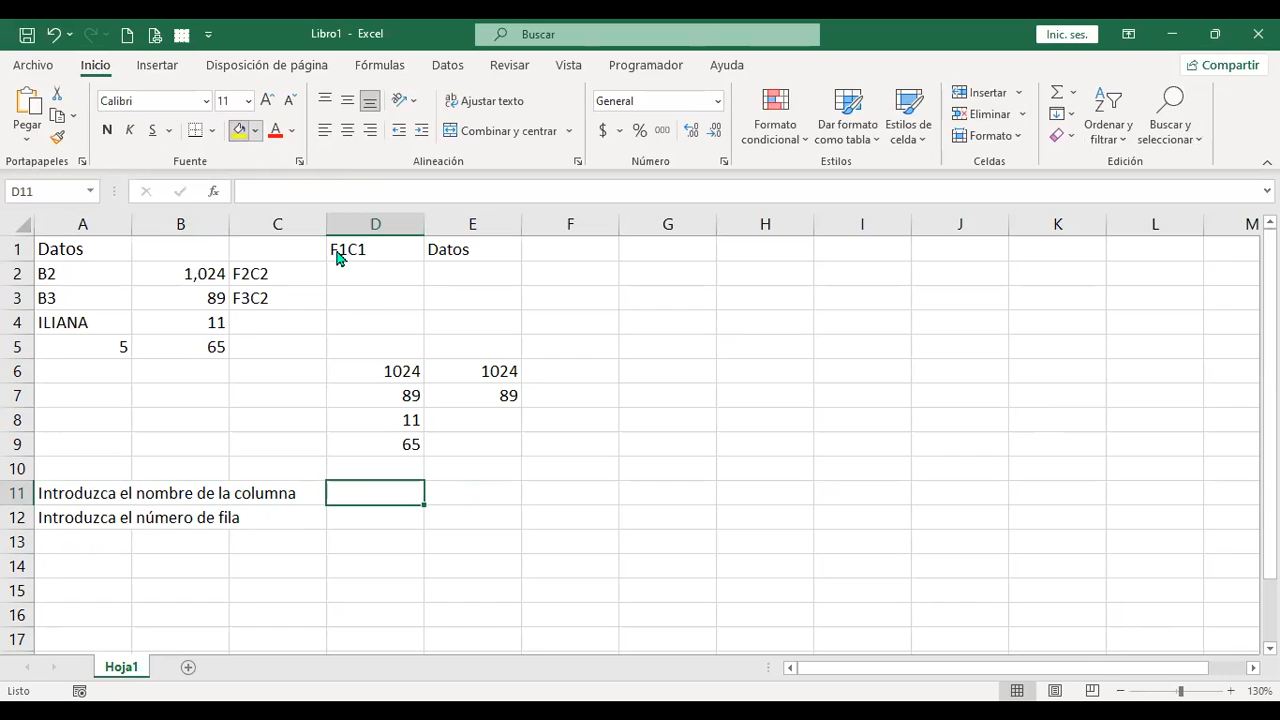 Libro1 - Excel
Buscar
Inic. ses.
Archivo Inicio Insertar Disposición de página Fórmulas Datos Revisar Vista Programador Ayuda
Compartir
Pegar
Portapapeles
Calibri 11
N K S
Fuente
Ajustar texto
Combinar y centrar
Alineación
General
$ % 000
Número
Formato condicional
Dar formato como tabla
Estilos de celda
Estilos
Insertar
Eliminar
Formato
Celdas
Ordenar y filtrar
Buscar y seleccionar
Edición
D11 fx
A B C D E F G H I J K L M
1 Datos F1C1 Datos
2 B2 1,024 F2C2
3 B3 89 F3C2
4 ILIANA 11
5 5 65
6 1024 1024
7 89 89
8 11
9 65
10
11 Introduzca el nombre de la columna
12 Introduzca el número de fila
13
14
15
16
17
Hoja1
Listo
130%